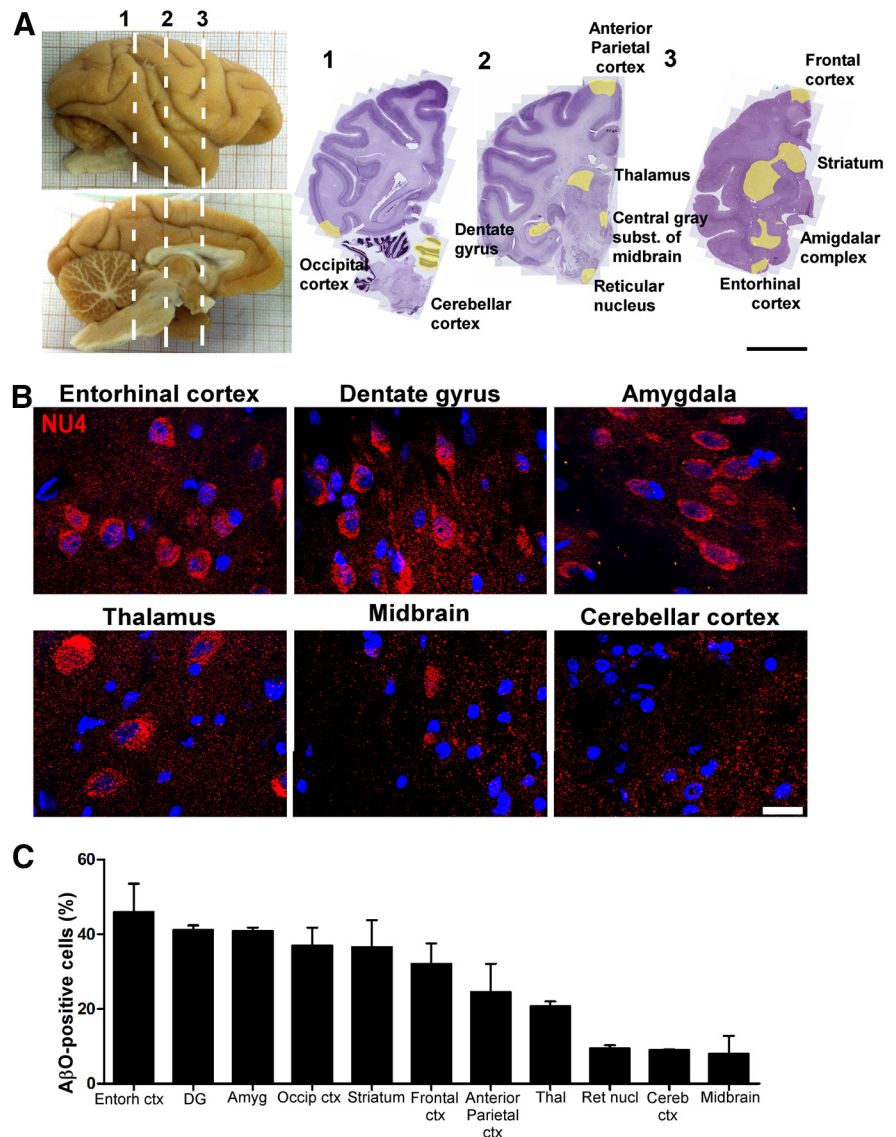 A
1 2 3
1
2
3
Anterior
Parietal
cortex
Frontal
cortex
Striatum
Thalamus
Central gray
subst. of
midbrain
Dentate
gyrus
Occipital
cortex
Amigdalar
complex
Reticular
nucleus
Entorhinal
cortex
Cerebellar
cortex
B
Entorhinal cortex
Dentate gyrus
Amygdala
NU4
Thalamus
Midbrain
Cerebellar cortex
C
AβO-positive cells (%)
60
40
20
0
Entorh ctx
DG
Amyg
Occip ctx
Striatum
Frontal
ctx
Anterior
Parietal
ctx
Thal
Ret nucl
Cereb
ctx
Midbrain